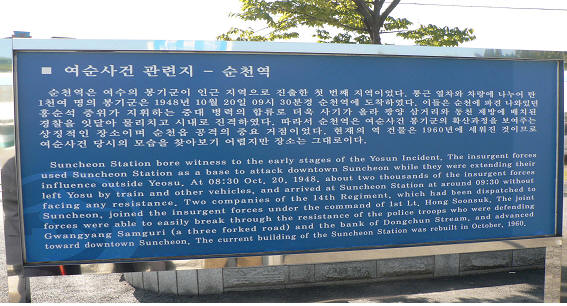 ■ 여순사건 관련지 - 순천역
순천역은 여수의 봉기군이 인근 지역으로 진출한 첫 번째 지역이었다. 통근 열차와 차량에 나누어 탄
1천여 명의 봉기군은 1948년 10월 20일 09시 30분경 순천역에 도착하였다. 이들은 순천에 파견 나와있던
홍순석 중위가 지휘하는 중대 병력의 합류로 더욱 사기가 올라 광양 삼거리와 동천 제방에 배치된
경찰을 잇달아 물리치고 시내로 진격하였다. 따라서 순천역은 여순사건 봉기군의 확산과정을 보여주는
상징적인 장소이며 순천을 공격의 중요 거점이었다. 현재의 역 건물은 1960년에 세워진 것이므로
여순사건 당시의 모습을 찾아보기 어렵지만 장소는 그대로이다.
Suncheon Station bore witness to the early stages of the Yosun Incident. The insurgent forces
used Suncheon Station as a base to attack downtown Suncheon while they were extending their
influence outside Yeosu. At 08:30 Oct, 20, 1948, about two thousands of the insurgent forces
left Yosu by train and other vehicles, and arrived at Suncheon Station at around 09:30 without
facing any resistance. Two companies of the 14th Regiment, which had been dispatched to
Suncheon, joined the insurgent forces under the command of 1st Lt. Hong Soonsuk. The joint
forces were able to easily break through the resistance of the police troops who were defending
Gwangyang Samguri (a three forked road) and the bank of Dongchun Stream, and advanced
toward downtown Suncheon. The current building of the Suncheon Station was rebuilt in October, 1960.